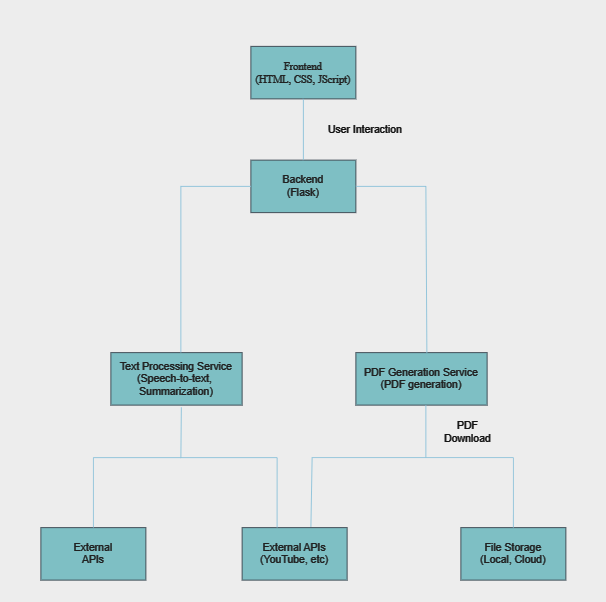 Frontend
(HTML, CSS, JScript)
User Interaction
Backend
(Flask)
Text Processing Service
(Speech-to-text,
Summarization)
PDF Generation Service
(PDF generation)
PDF
Download
External
APIs
External APIs
(YouTube, etc)
File Storage
(Local, Cloud)